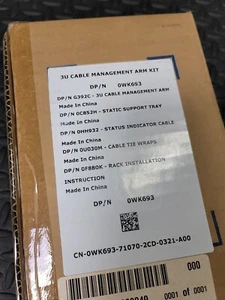 3U CABLE MANAGEMENT ARM KIT
DP/N 0WK693
DP/N G392C - 3U CABLE MANAGEMENT ARM
Made In China
DP/N 0C852H - STATIC SUPPORT TRAY
Made In China
DP/N 0HH932 - STATUS INDICATOR CABLE
Made In China
DP/N 0U030M - CABLE TIE WRAPS
Made In China
DP/N 0F880K - RACK INSTALLATION
INSTRUCTION
Made In China
DP/N 0WK693
CN-0WK693-71070-2CD-0321-A00
000
0001 of 0001